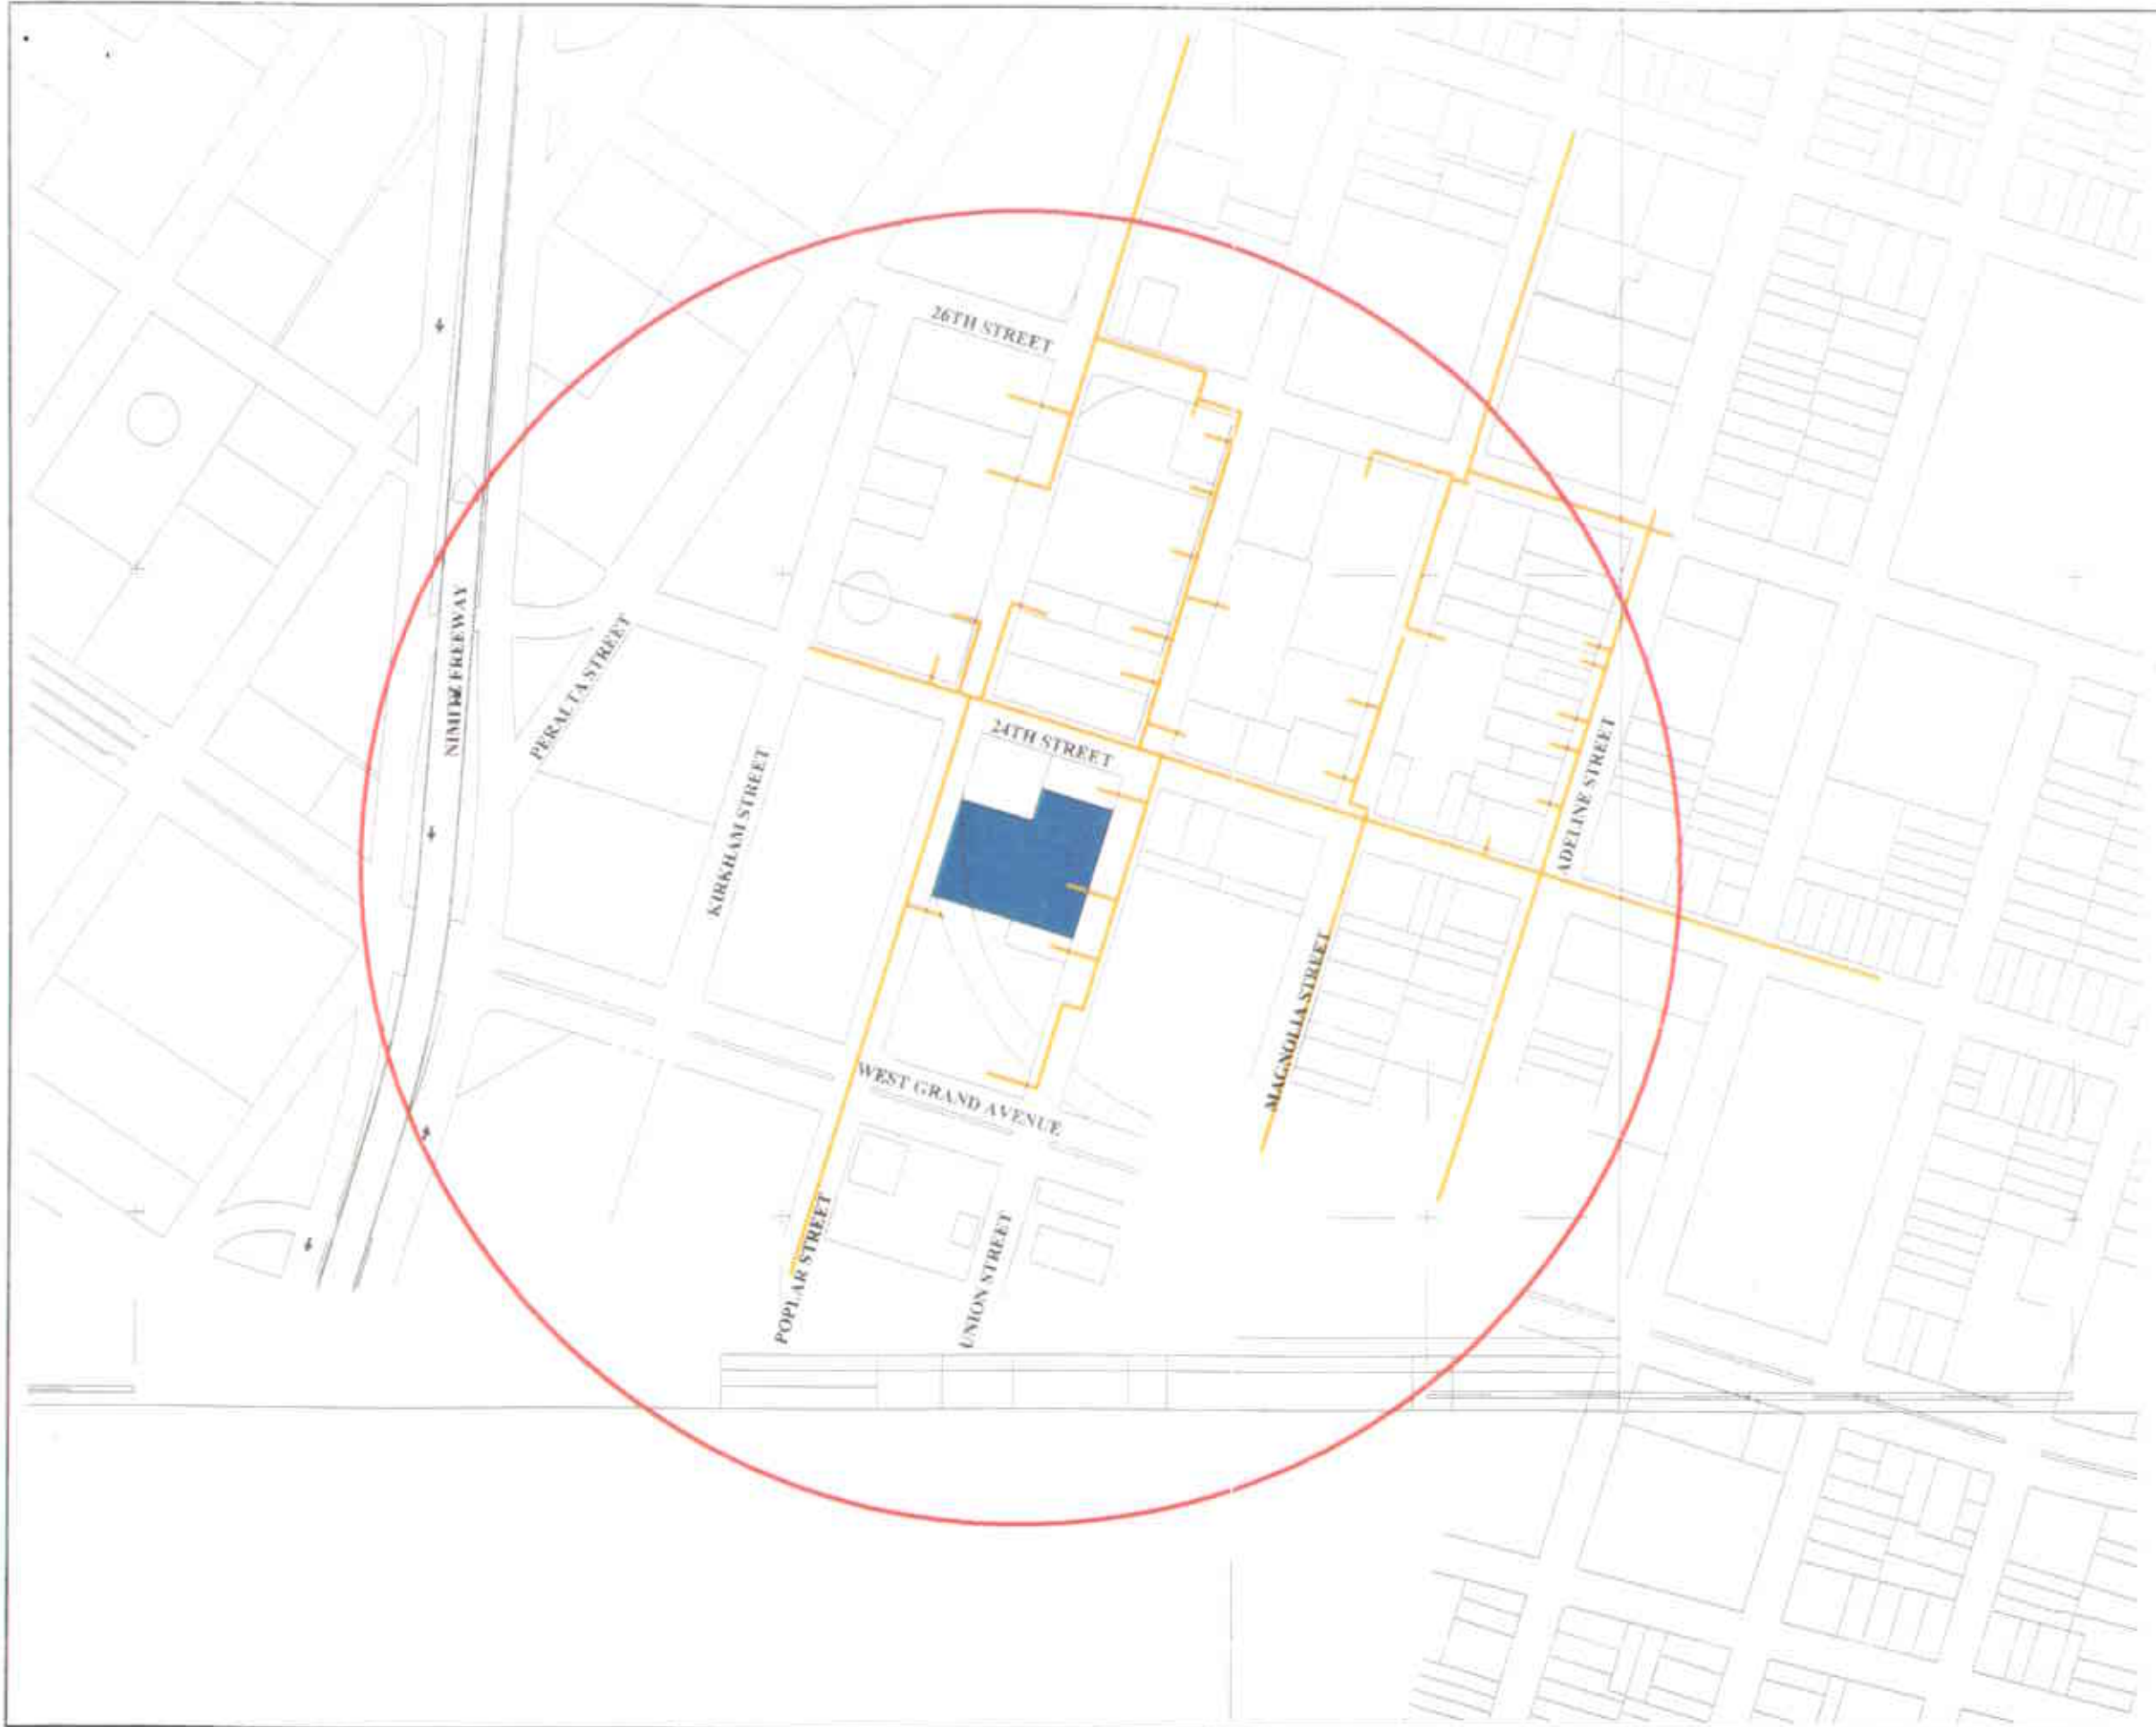 26TH STREET
NIMITZ FREEWAY
PERALTA STREET
24TH STREET
ADELINE STREET
KIRKHAM STREET
MAGNOLIA STREET
WEST GRAND AVENUE
POPLAR STREET
UNION STREET